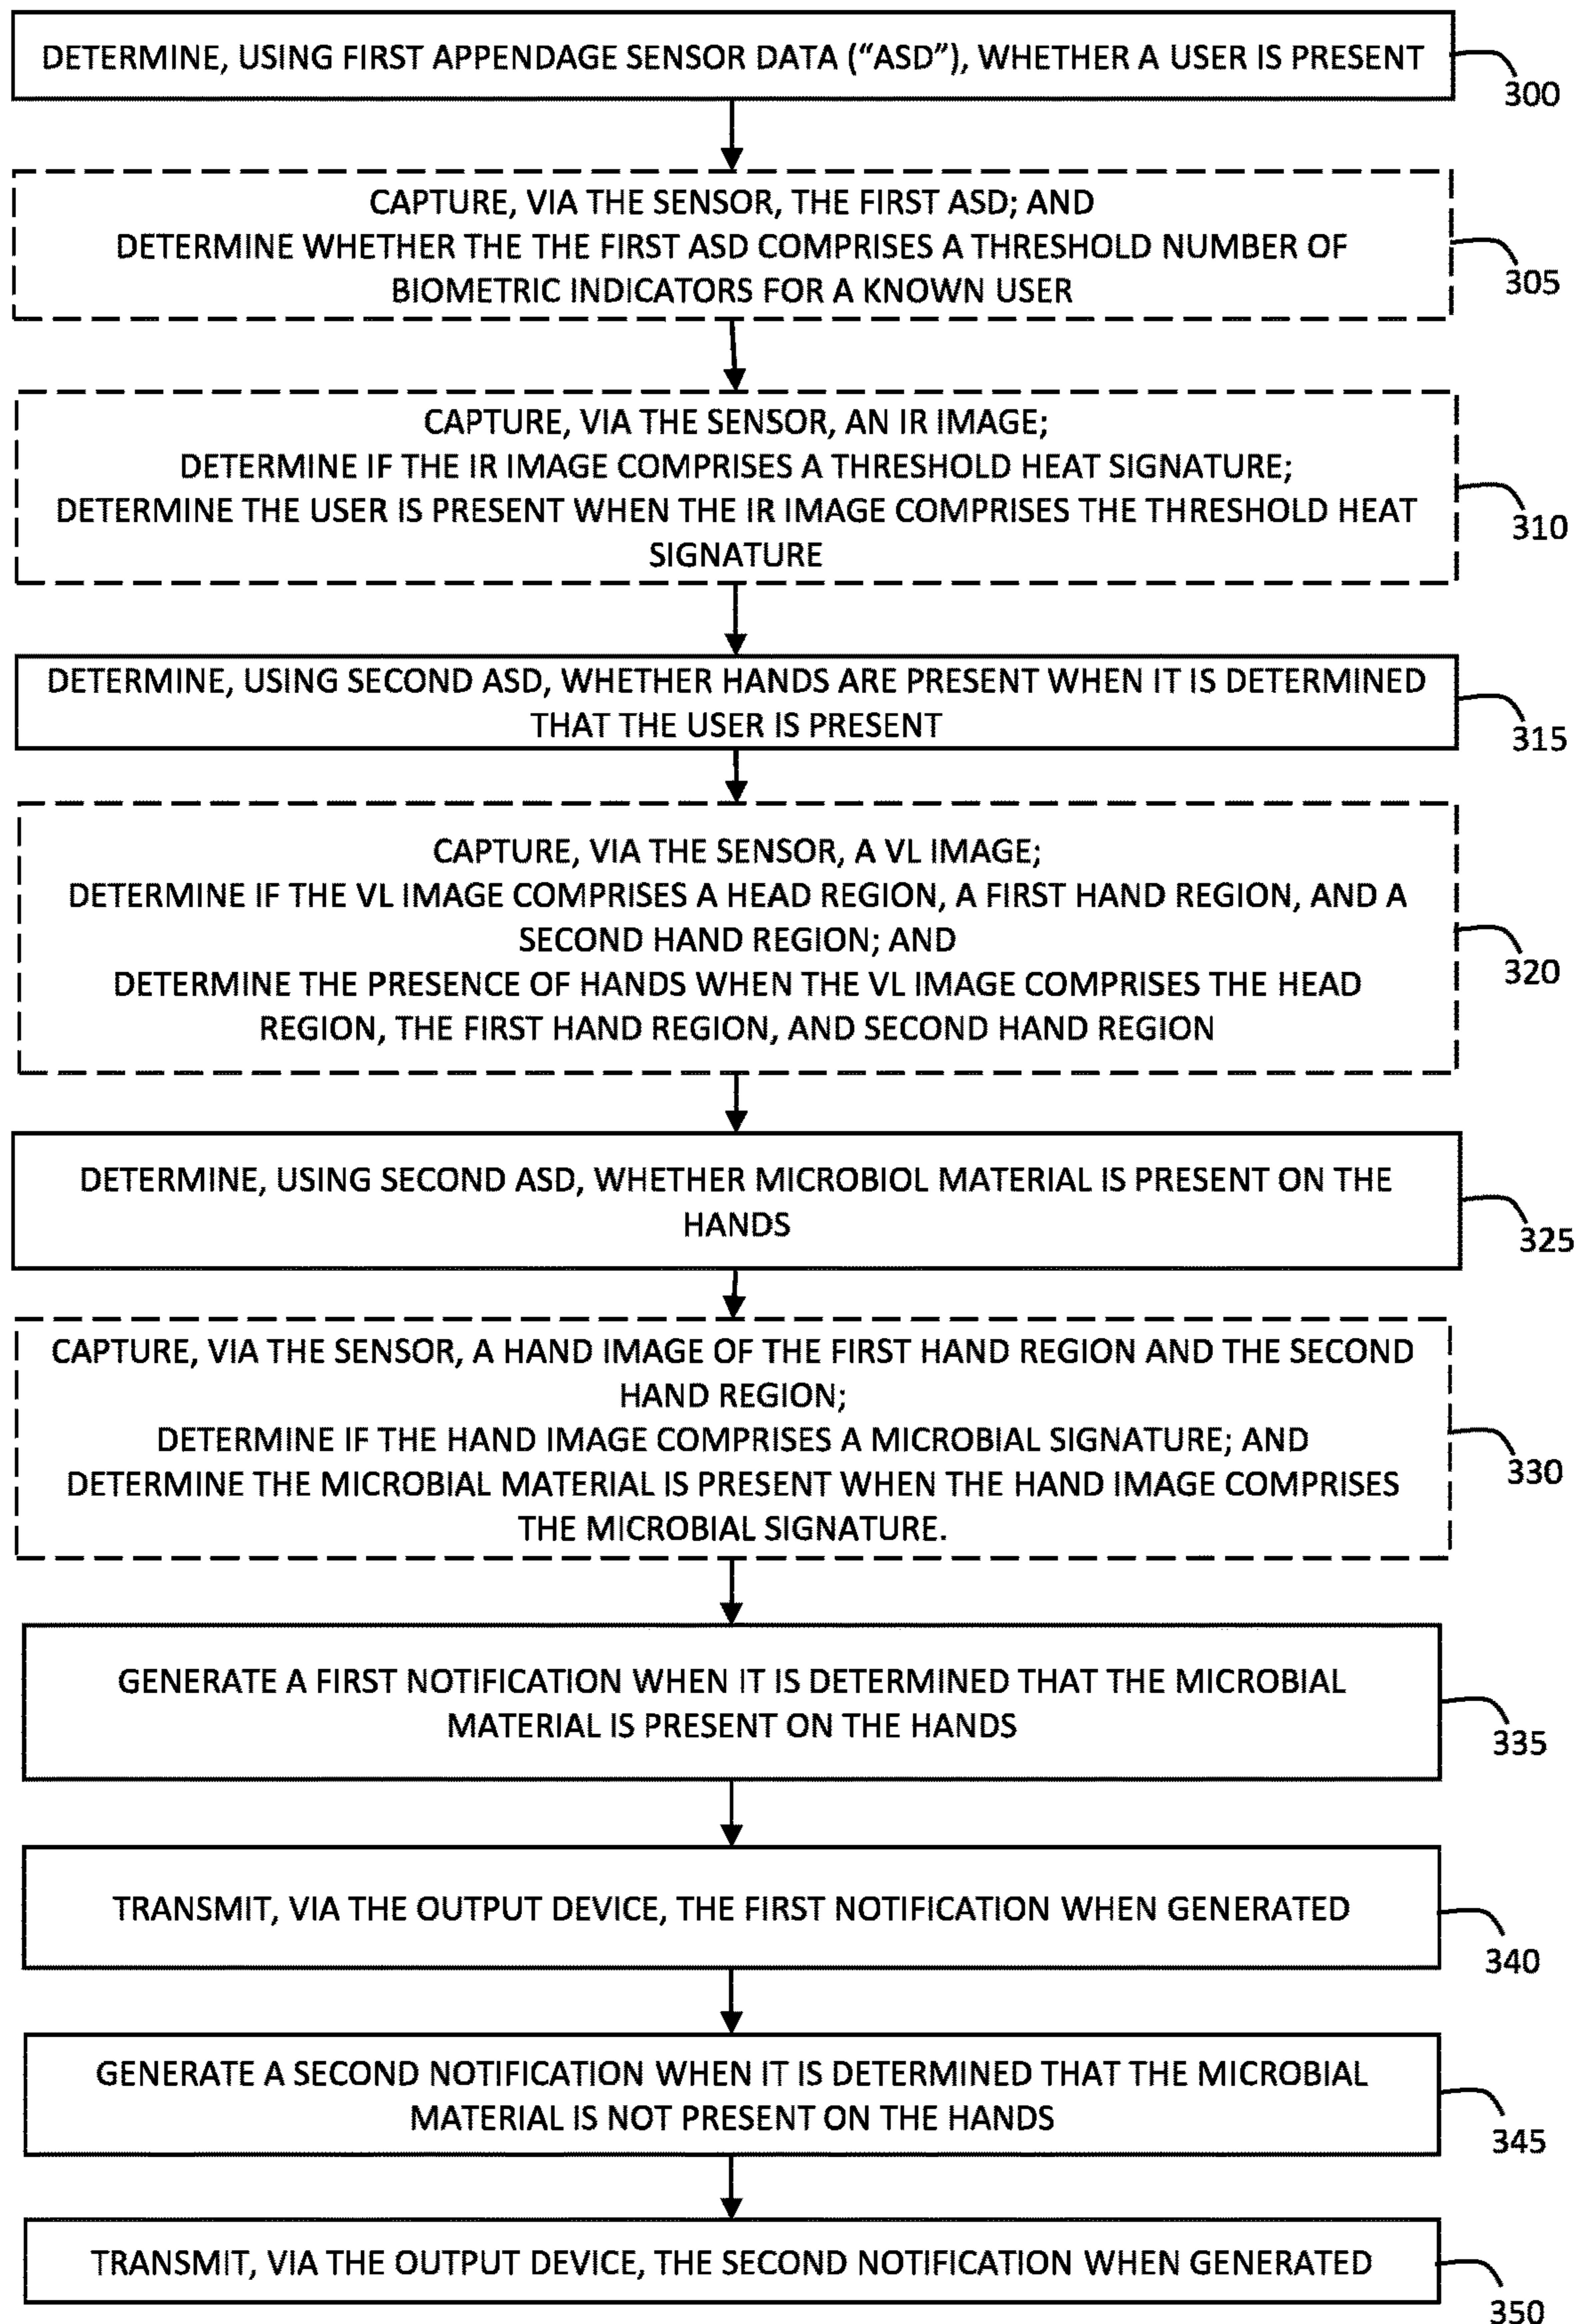 DETERMINE, USING FIRST APPENDAGE SENSOR DATA (“ASD”), WHETHER A USER IS PRESENT
300
CAPTURE, VIA THE SENSOR, THE FIRST ASD; AND
DETERMINE WHETHER THE THE FIRST ASD COMPRISES A THRESHOLD NUMBER OF
BIOMETRIC INDICATORS FOR A KNOWN USER
305
CAPTURE, VIA THE SENSOR, AN IR IMAGE;
DETERMINE IF THE IR IMAGE COMPRISES A THRESHOLD HEAT SIGNATURE;
DETERMINE THE USER IS PRESENT WHEN THE IR IMAGE COMPRISES THE THRESHOLD HEAT
SIGNATURE
310
DETERMINE, USING SECOND ASD, WHETHER HANDS ARE PRESENT WHEN IT IS DETERMINED
THAT THE USER IS PRESENT
315
CAPTURE, VIA THE SENSOR, A VL IMAGE;
DETERMINE IF THE VL IMAGE COMPRISES A HEAD REGION, A FIRST HAND REGION, AND A
SECOND HAND REGION; AND
DETERMINE THE PRESENCE OF HANDS WHEN THE VL IMAGE COMPRISES THE HEAD
REGION, THE FIRST HAND REGION, AND SECOND HAND REGION
320
DETERMINE, USING SECOND ASD, WHETHER MICROBIOL MATERIAL IS PRESENT ON THE
HANDS
325
CAPTURE, VIA THE SENSOR, A HAND IMAGE OF THE FIRST HAND REGION AND THE SECOND
HAND REGION;
DETERMINE IF THE HAND IMAGE COMPRISES A MICROBIAL SIGNATURE; AND
DETERMINE THE MICROBIAL MATERIAL IS PRESENT WHEN THE HAND IMAGE COMPRISES
THE MICROBIAL SIGNATURE.
330
GENERATE A FIRST NOTIFICATION WHEN IT IS DETERMINED THAT THE MICROBIAL
MATERIAL IS PRESENT ON THE HANDS
335
TRANSMIT, VIA THE OUTPUT DEVICE, THE FIRST NOTIFICATION WHEN GENERATED
340
GENERATE A SECOND NOTIFICATION WHEN IT IS DETERMINED THAT THE MICROBIAL
MATERIAL IS NOT PRESENT ON THE HANDS
345
TRANSMIT, VIA THE OUTPUT DEVICE, THE SECOND NOTIFICATION WHEN GENERATED
350